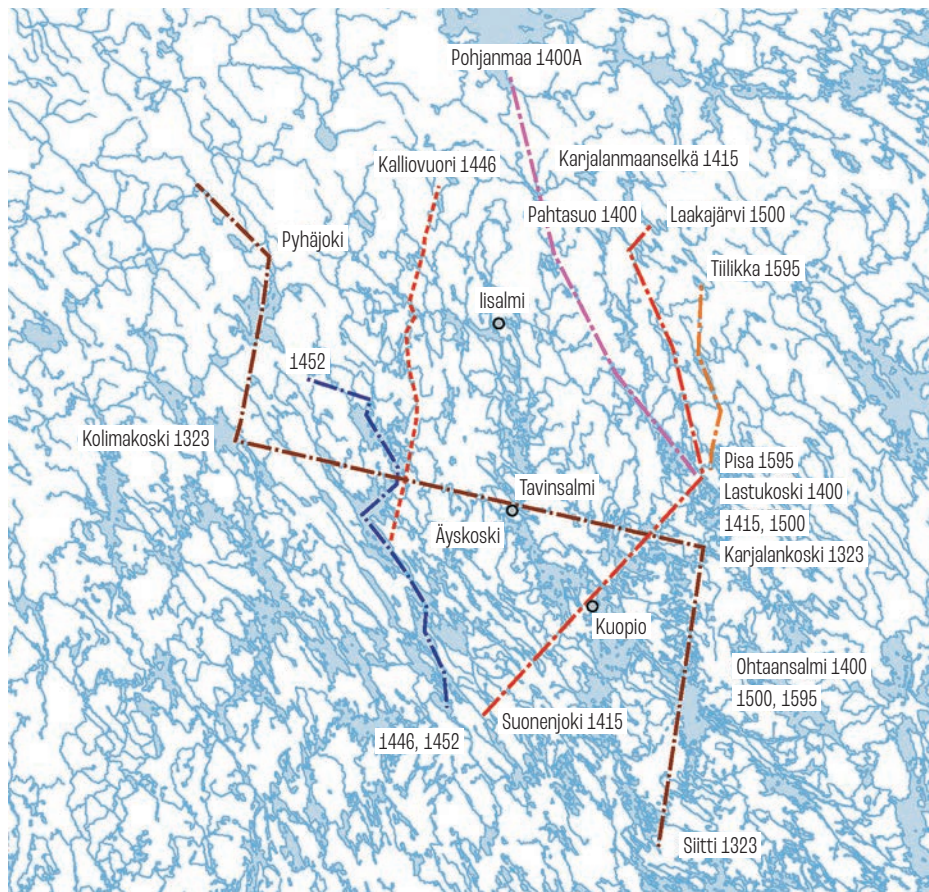 Pohjanmaa 1400A
Kalliovuori 1446
Karjalanmaanselkä 1415
Pahtasuo 1400
Laakajärvi 1500
Pyhäjoki
Tiilikka 1595
Iisalmi
1452
Kolimakoski 1323
Pisa 1595
Tavinsalmi
Lastukoski 1400
1415, 1500
Äyskoski
Karjalankoski 1323
Kuopio
Ohtaansalmi 1400
1500, 1595
Suonenjoki 1415
1446, 1452
Siitti 1323